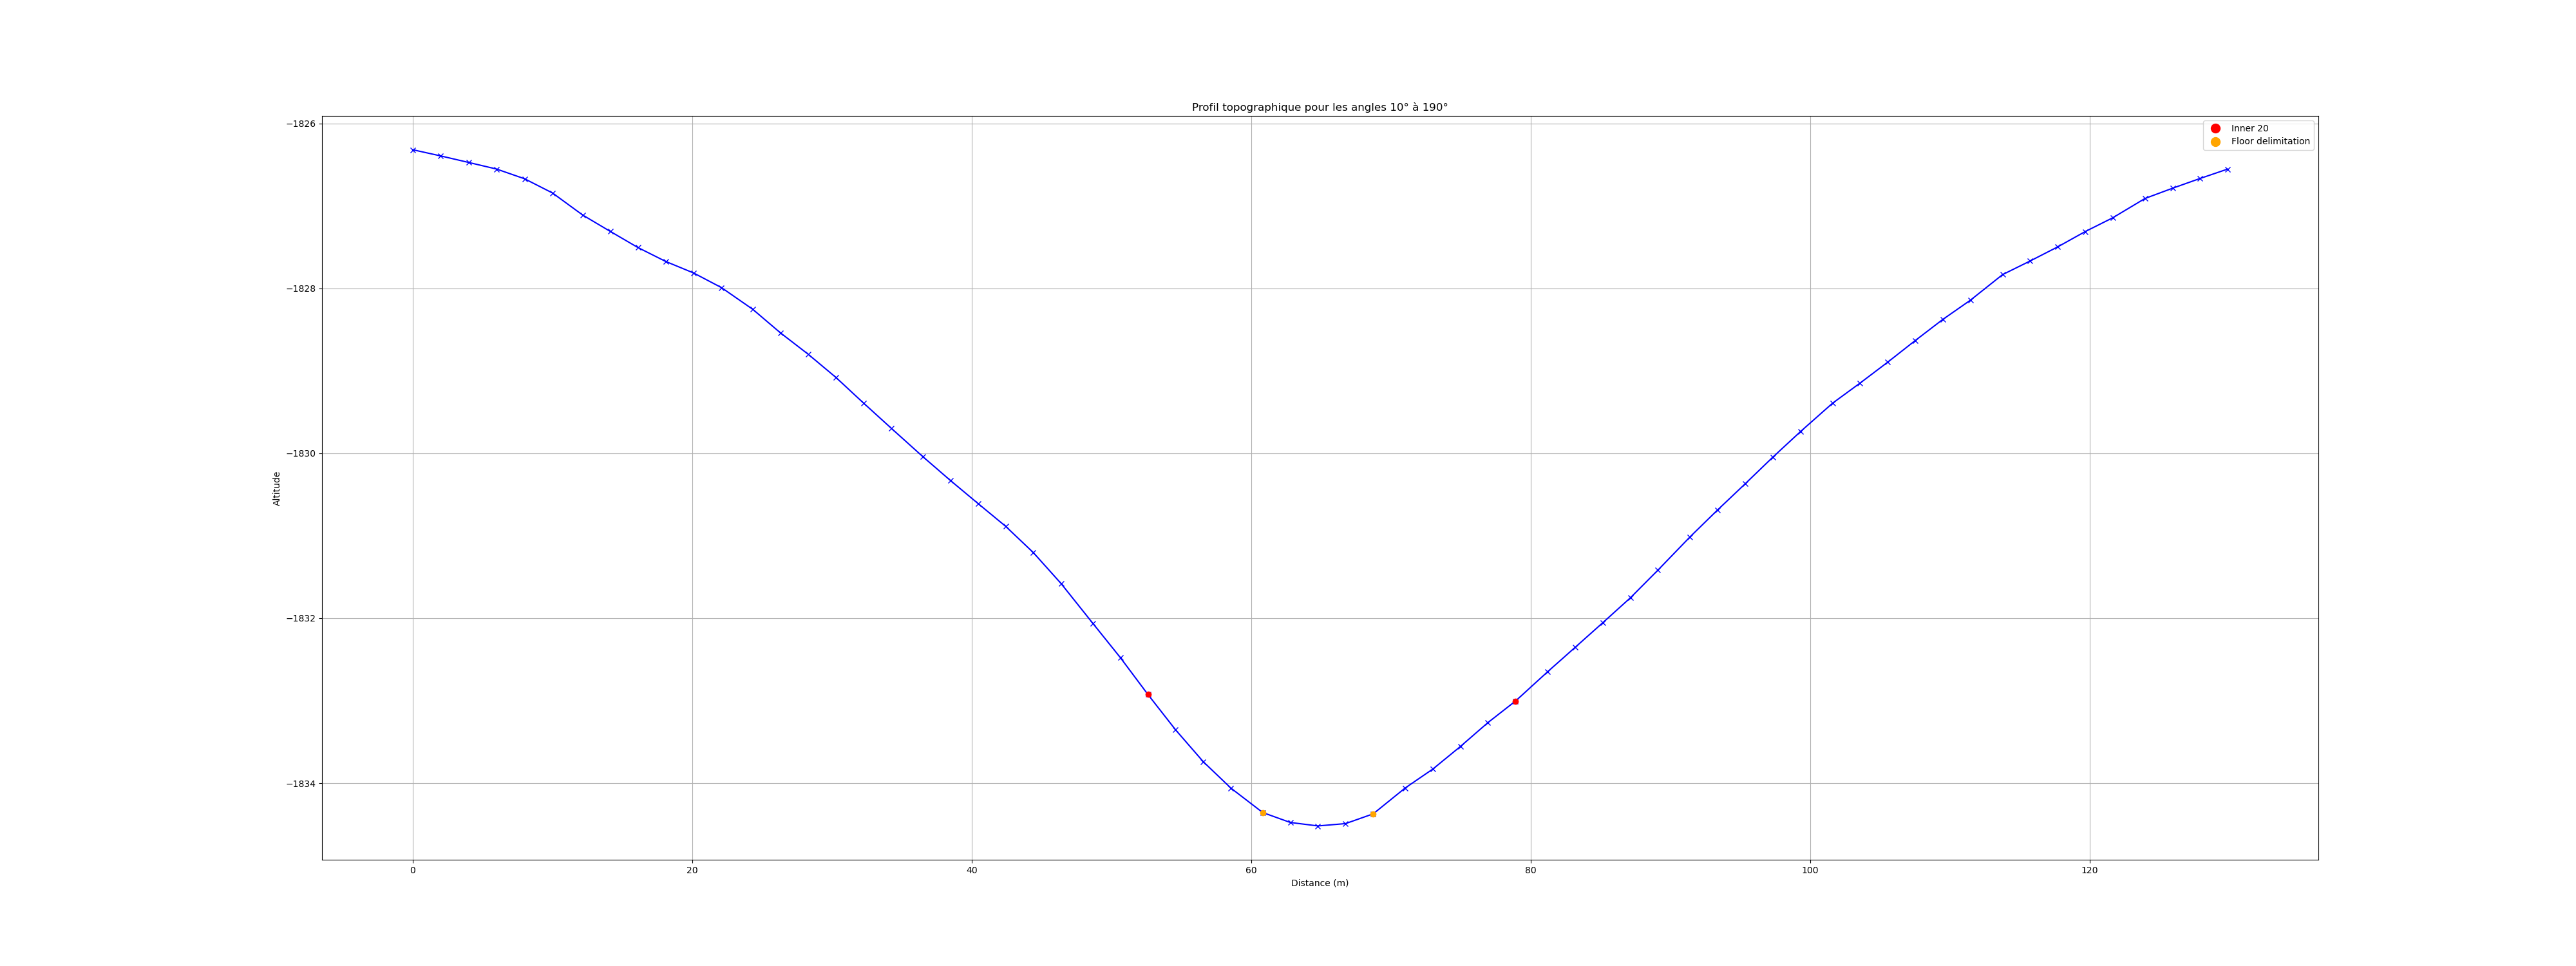 Profil topographique pour les angles 10° à 190°
Inner 20
Floor delimitation
Altitude
−1826
−1828
−1830
−1832
−1834
0 20 40 60 80 100 120
Distance (m)